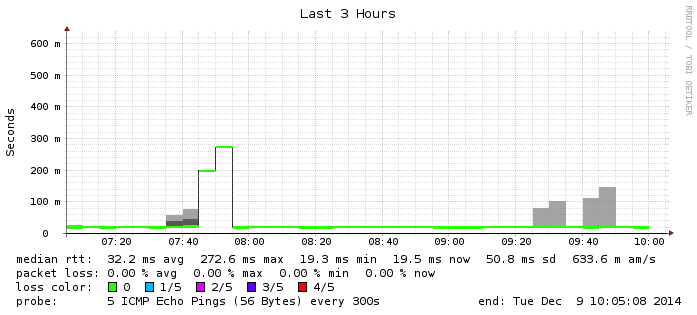 Last 3 Hours
RRDTOOL / TOBI OETIKER
Seconds
600 m
500 m
400 m
300 m
200 m
100 m
0
07:20 07:40 08:00 08:20 08:40 09:00 09:20 09:40 10:00
median rtt: 32.2 ms avg 272.6 ms max 19.3 ms min 19.5 ms now 50.8 ms sd 633.6 m am/s
packet loss: 0.00 % avg 0.00 % max 0.00 % min 0.00 % now
loss color: 0 1/5 2/5 3/5 4/5
probe: 5 ICMP Echo Pings (56 Bytes) every 300s end: Tue Dec 9 10:05:08 2014